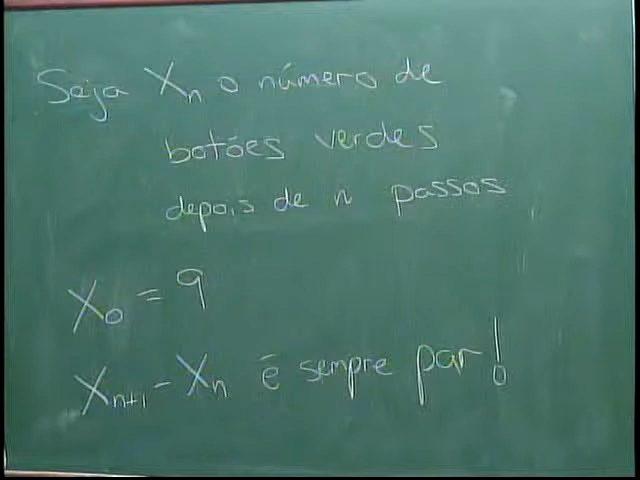 Seja Xn o número de
botões verdes
depois de n passos
X0 = 9
Xn+1 - Xn é sempre par!